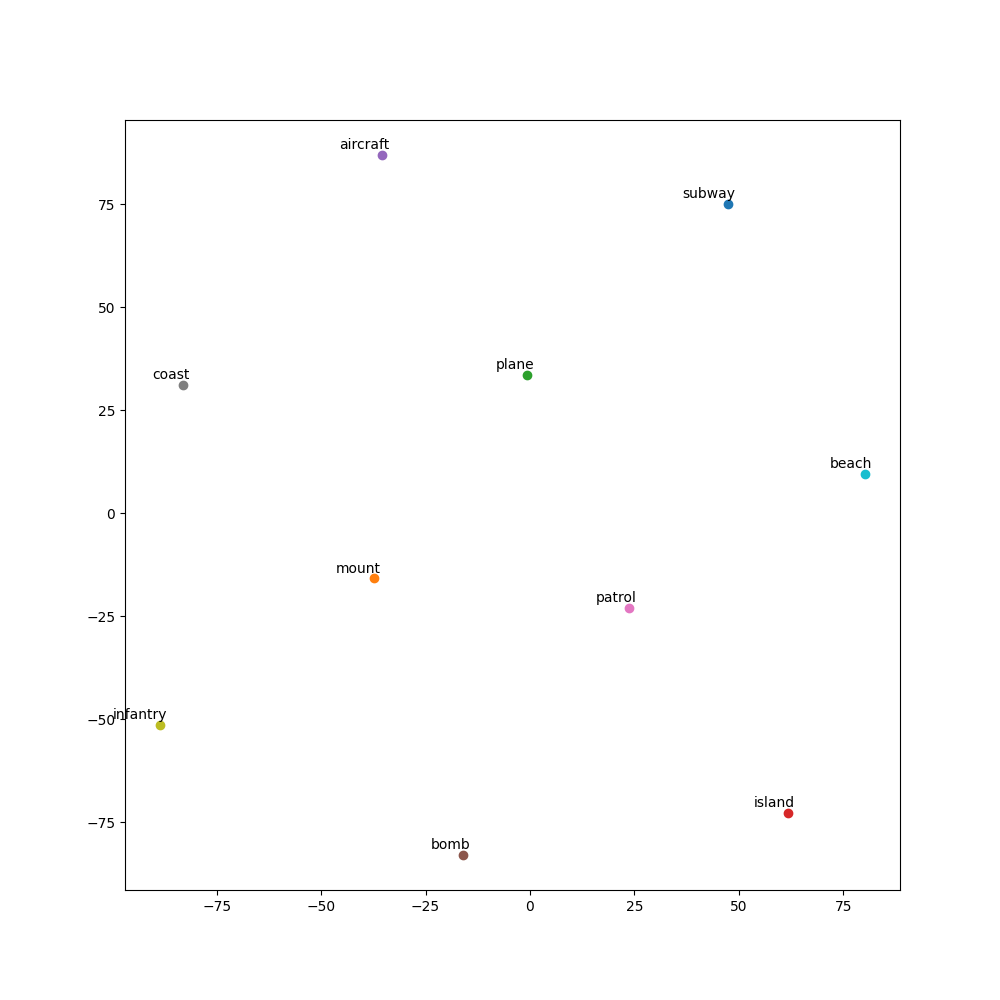 aircraft
subway
75
50
plane
coast
25
beach
0
mount
patrol
−25
infantry
−50
island
−75
bomb
−75 −50 −25 0 25 50 75